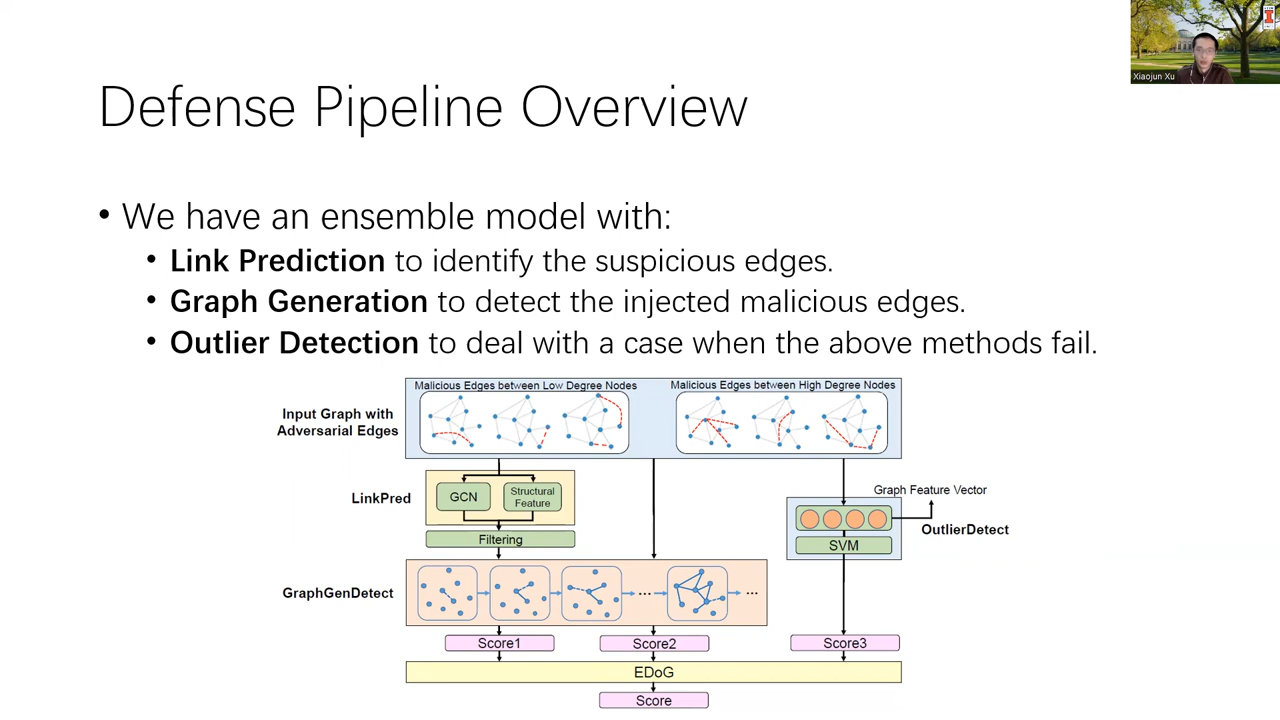 Xiaojun Xu
Defense Pipeline Overview
• We have an ensemble model with:
• Link Prediction to identify the suspicious edges.
• Graph Generation to detect the injected malicious edges.
• Outlier Detection to deal with a case when the above methods fail.
Malicious Edges between Low Degree Nodes
Malicious Edges between High Degree Nodes
Input Graph with
Adversarial Edges
LinkPred
GCN
Structural
Feature
Filtering
Graph Feature Vector
OutlierDetect
SVM
GraphGenDetect
...
...
Score1
Score2
Score3
EDoG
Score